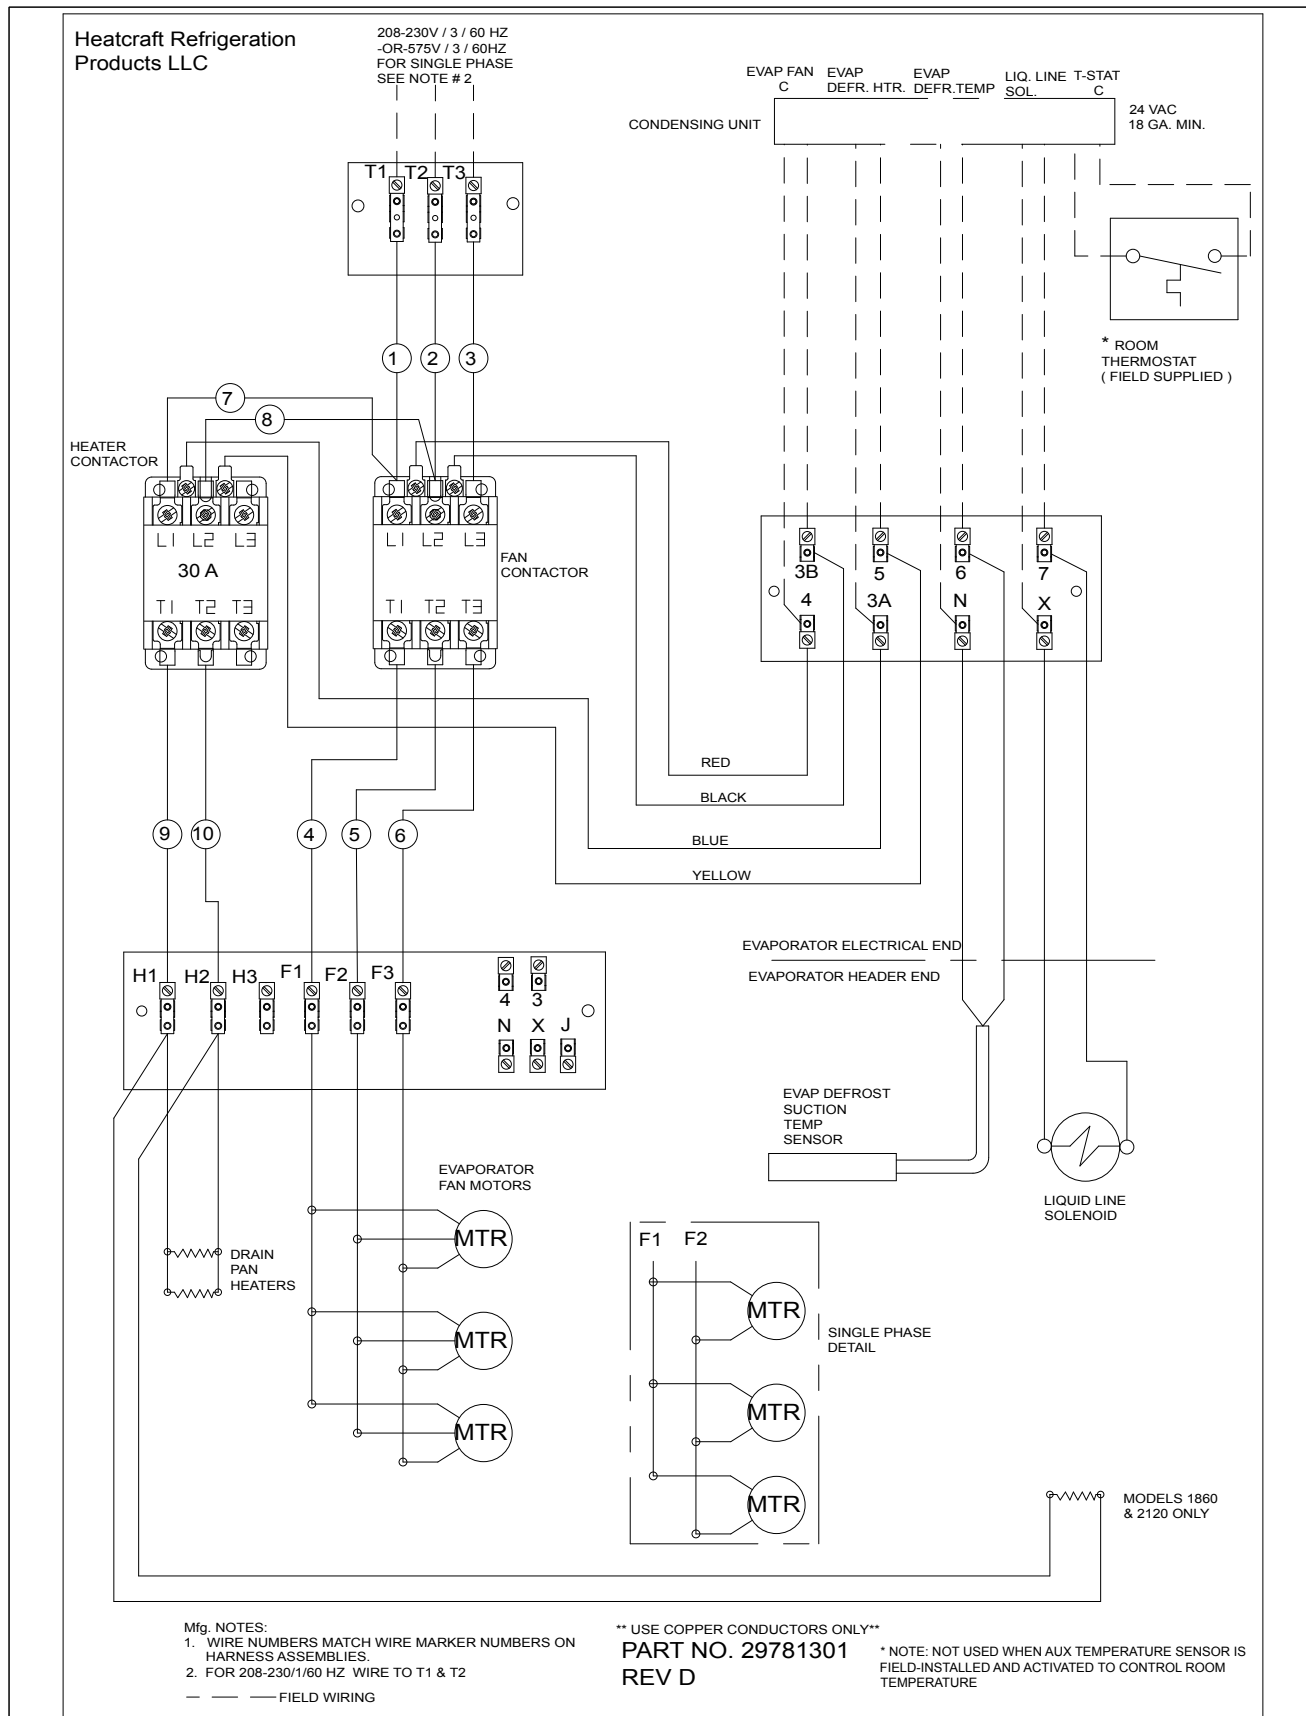 Heatcraft Refrigeration
Products LLC
208-230V / 3 / 60 HZ
-OR-575V / 3 / 60HZ
FOR SINGLE PHASE
SEE NOTE # 2
EVAP FAN
C
EVAP
DEFR. HTR.
EVAP
DEFR.TEMP
LIQ. LINE
SOL.
T-STAT
C
CONDENSING UNIT
24 VAC
18 GA. MIN.
T1 T2 T3
* ROOM
THERMOSTAT
( FIELD SUPPLIED )
1 2 3
7
8
HEATER
CONTACTOR
L1 L2 L3
30 A
T1 T2 T3
L1 L2 L3
T1 T2 T3
FAN
CONTACTOR
3B 5 6 7
4 3A N X
RED
BLACK
BLUE
YELLOW
9 10 4 5 6
EVAPORATOR ELECTRICAL END
EVAPORATOR HEADER END
H1 H2 H3 F1 F2 F3
4 3
N X J
EVAP DEFROST
SUCTION
TEMP
SENSOR
LIQUID LINE
SOLENOID
EVAPORATOR
FAN MOTORS
MTR
MTR
MTR
DRAIN
PAN
HEATERS
F1 F2
MTR
MTR
MTR
SINGLE PHASE
DETAIL
MODELS 1860
& 2120 ONLY
Mfg. NOTES:
1. WIRE NUMBERS MATCH WIRE MARKER NUMBERS ON
HARNESS ASSEMBLIES.
2. FOR 208-230/1/60 HZ WIRE TO T1 & T2
FIELD WIRING
** USE COPPER CONDUCTORS ONLY**
PART NO. 29781301
REV D
* NOTE: NOT USED WHEN AUX TEMPERATURE SENSOR IS
FIELD-INSTALLED AND ACTIVATED TO CONTROL ROOM
TEMPERATURE